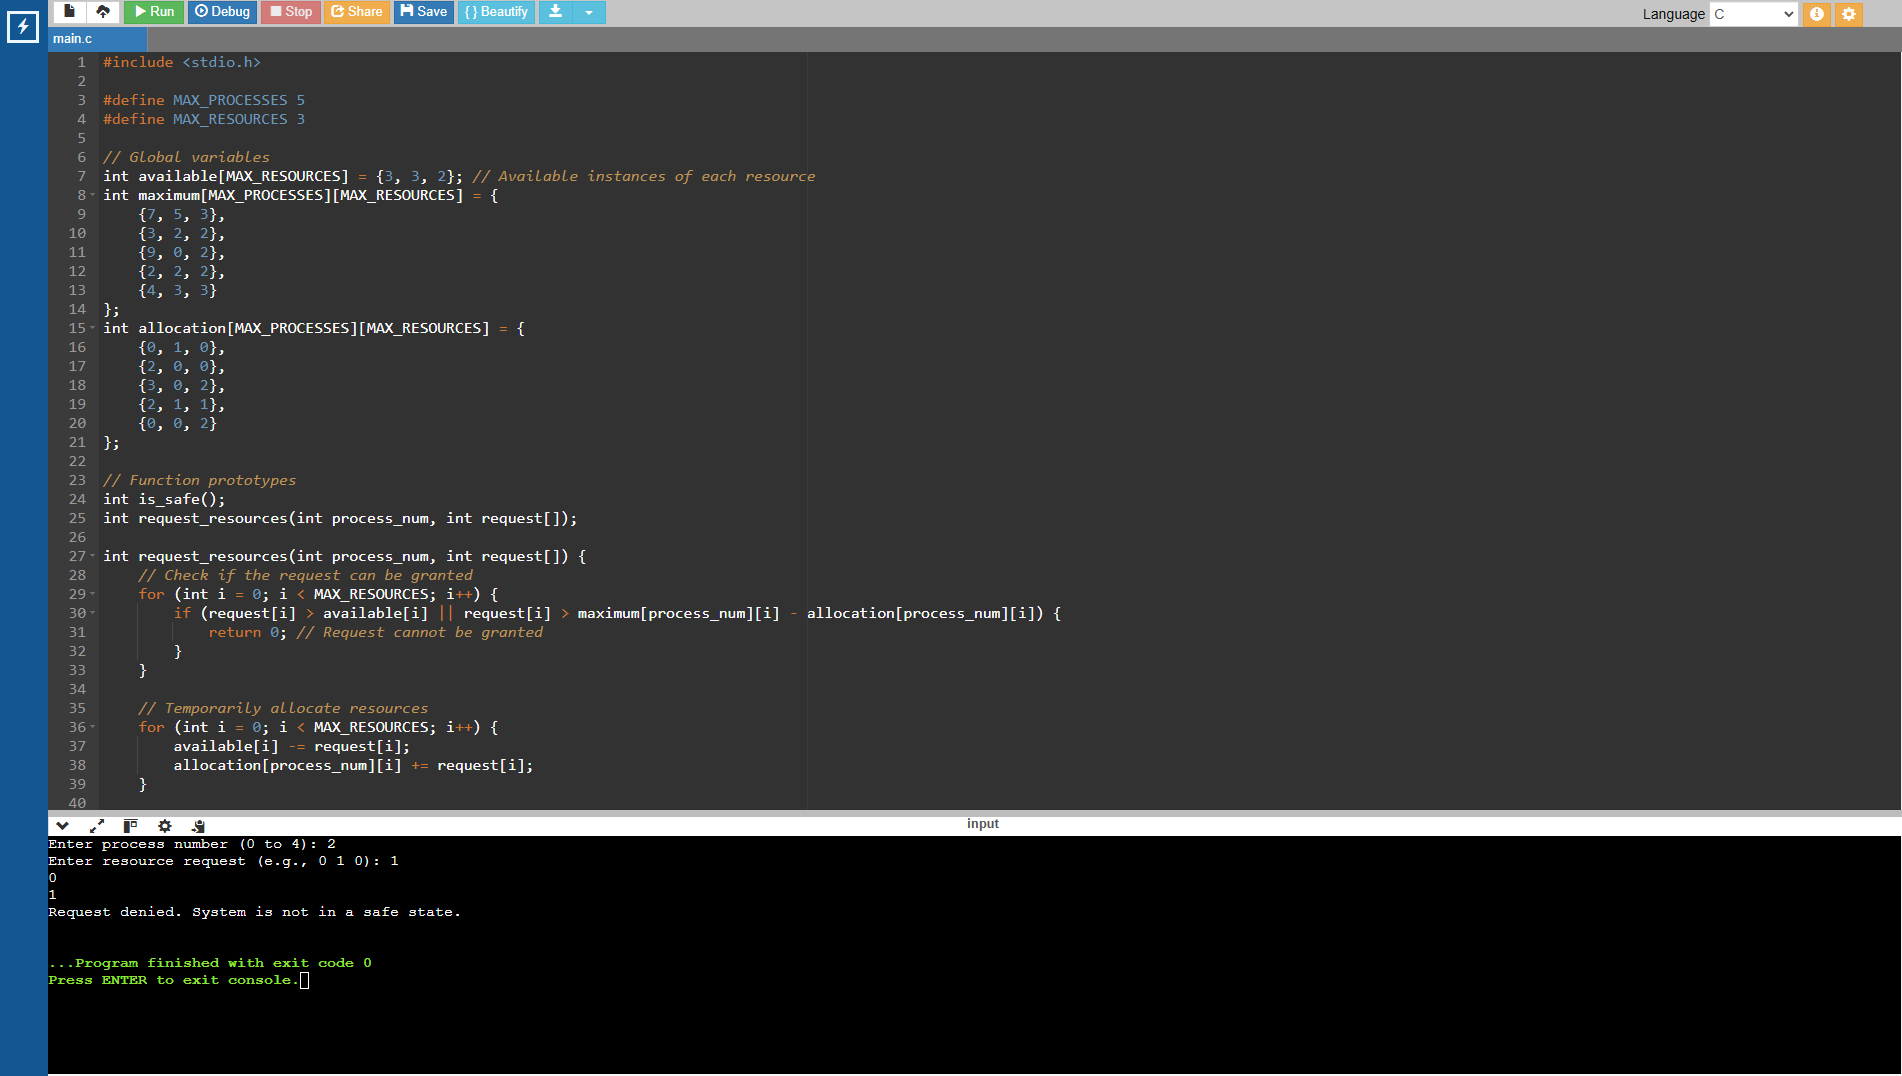 Run Debug Stop Share Save { } Beautify Language C
main.c
1 #include <stdio.h>
2
3 #define MAX_PROCESSES 5
4 #define MAX_RESOURCES 3
5
6 // Global variables
7 int available[MAX_RESOURCES] = {3, 3, 2}; // Available instances of each resource
8 int maximum[MAX_PROCESSES][MAX_RESOURCES] = {
9     {7, 5, 3},
10     {3, 2, 2},
11     {9, 0, 2},
12     {2, 2, 2},
13     {4, 3, 3}
14 };
15 int allocation[MAX_PROCESSES][MAX_RESOURCES] = {
16     {0, 1, 0},
17     {2, 0, 0},
18     {3, 0, 2},
19     {2, 1, 1},
20     {0, 0, 2}
21 };
22
23 // Function prototypes
24 int is_safe();
25 int request_resources(int process_num, int request[]);
26
27 int request_resources(int process_num, int request[]) {
28     // Check if the request can be granted
29     for (int i = 0; i < MAX_RESOURCES; i++) {
30         if (request[i] > available[i] || request[i] > maximum[process_num][i] - allocation[process_num][i]) {
31             return 0; // Request cannot be granted
32         }
33     }
34
35     // Temporarily allocate resources
36     for (int i = 0; i < MAX_RESOURCES; i++) {
37         available[i] -= request[i];
38         allocation[process_num][i] += request[i];
39     }
40
input
Enter process number (0 to 4): 2
Enter resource request (e.g., 0 1 0): 1
0
1
Request denied. System is not in a safe state.
...Program finished with exit code 0
Press ENTER to exit console.